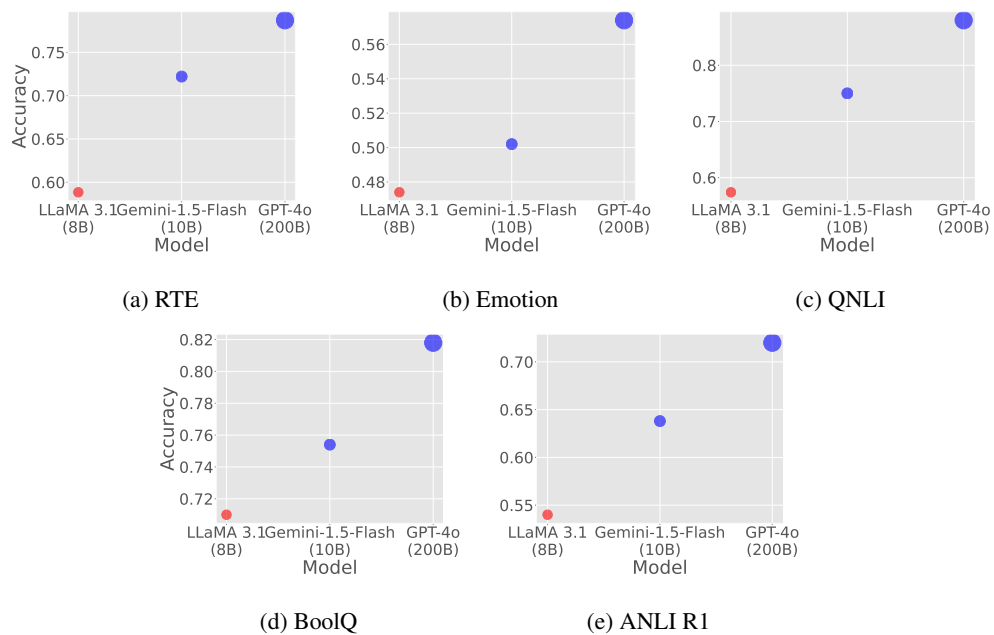 0.75
0.70
0.65
0.60
Accuracy
LLaMA 3.1 Gemini-1.5-Flash GPT-4o
(8B) (10B) (200B)
Model
(a) RTE
0.56
0.54
0.52
0.50
0.48
LLaMA 3.1 Gemini-1.5-Flash GPT-4o
(8B) (10B) (200B)
Model
(b) Emotion
0.8
0.7
0.6
LLaMA 3.1 Gemini-1.5-Flash GPT-4o
(8B) (10B) (200B)
Model
(c) QNLI
0.82
0.80
0.78
0.76
0.74
0.72
Accuracy
LLaMA 3.1 Gemini-1.5-Flash GPT-4o
(8B) (10B) (200B)
Model
(d) BoolQ
0.70
0.65
0.60
0.55
LLaMA 3.1 Gemini-1.5-Flash GPT-4o
(8B) (10B) (200B)
Model
(e) ANLI R1